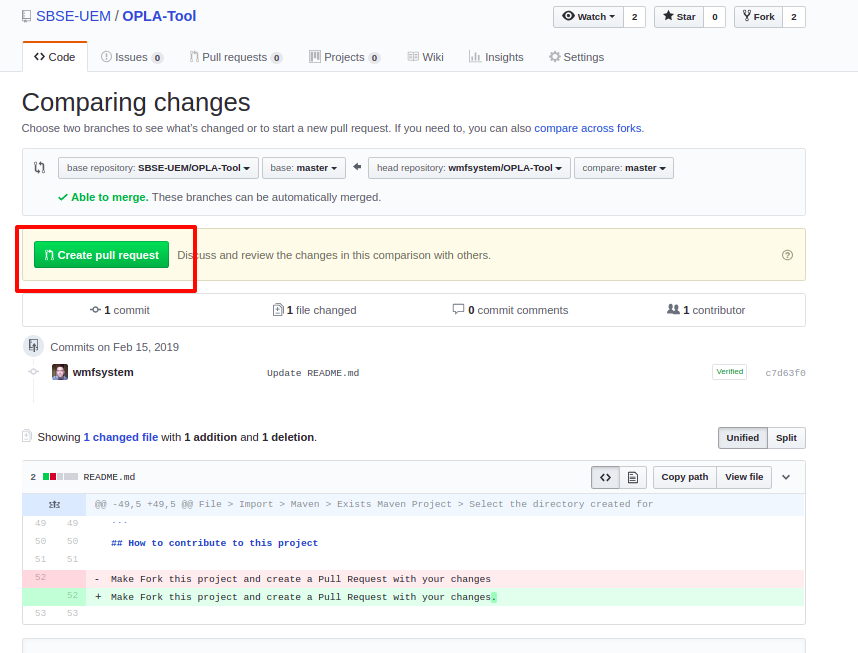 SBSE-UEM / OPLA-Tool
Watch 2 Star 0 Fork 2
Code Issues 0 Pull requests 0 Projects 0 Wiki Insights Settings
Comparing changes
Choose two branches to see what's changed or to start a new pull request. If you need to, you can also compare across forks.
base repository: SBSE-UEM/OPLA-Tool base: master head repository: wmfsystem/OPLA-Tool compare: master
Able to merge. These branches can be automatically merged.
Create pull request Discuss and review the changes in this comparison with others.
1 commit 1 file changed 0 commit comments 1 contributor
Commits on Feb 15, 2019
wmfsystem Update README.md Verified c7d63f0
Showing 1 changed file with 1 addition and 1 deletion.
Unified Split
2 README.md Copy path View file
@@ -49,5 +49,5 @@ File > Import > Maven > Exists Maven Project > Select the directory created for
49 49 ```
50 50 ## How to contribute to this project
51 51
52 - Make Fork this project and create a Pull Request with your changes
52 + Make Fork this project and create a Pull Request with your changes.
53 53